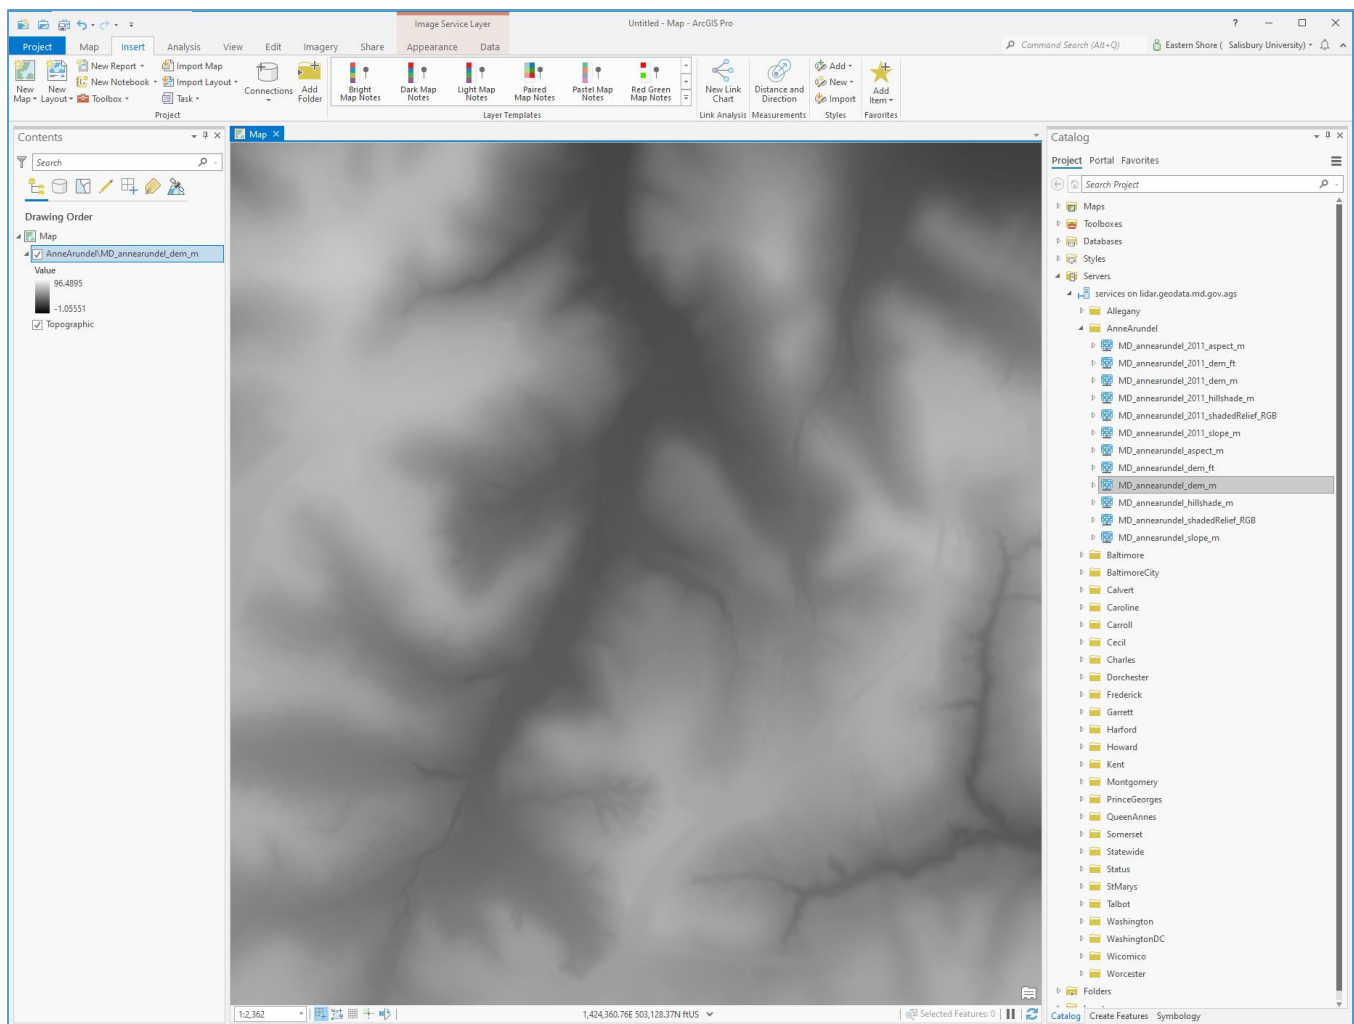 Image Service Layer
Untitled - Map - ArcGIS Pro
Project Map Insert Analysis View Edit Imagery Share Appearance Data
Command Search (Alt+Q)
Eastern Shore ( Salisbury University)
New Map
New Layout
New Report
New Notebook
Toolbox
Import Map
Import Layout
Task
Connections
Add Folder
Project
Bright Map Notes
Dark Map Notes
Light Map Notes
Paired Map Notes
Pastel Map Notes
Red Green Map Notes
Layer Templates
New Link Chart
Link Analysis
Distance and Direction
Measurements
Add
New
Import
Styles
Add Item
Favorites
Contents
Search
Drawing Order
Map
AnneArundel\MD_annearundel_dem_m
Value
96.4895
-1.05551
Topographic
Map
1:2,362
1,424,360.76E 503,128.37N ftUS
Selected Features: 0
Catalog
Project Portal Favorites
Search Project
Maps
Toolboxes
Databases
Styles
Servers
services on lidar.geodata.md.gov.ags
Allegany
AnneArundel
MD_annearundel_2011_aspect_m
MD_annearundel_2011_dem_ft
MD_annearundel_2011_dem_m
MD_annearundel_2011_hillshade_m
MD_annearundel_2011_shadedRelief_RGB
MD_annearundel_2011_slope_m
MD_annearundel_aspect_m
MD_annearundel_dem_ft
MD_annearundel_dem_m
MD_annearundel_hillshade_m
MD_annearundel_shadedRelief_RGB
MD_annearundel_slope_m
Baltimore
BaltimoreCity
Calvert
Caroline
Carroll
Cecil
Charles
Dorchester
Frederick
Garrett
Harford
Howard
Kent
Montgomery
PrinceGeorges
QueenAnnes
Somerset
Statewide
Status
StMarys
Talbot
Washington
WashingtonDC
Wicomico
Worcester
Folders
Catalog Create Features Symbology